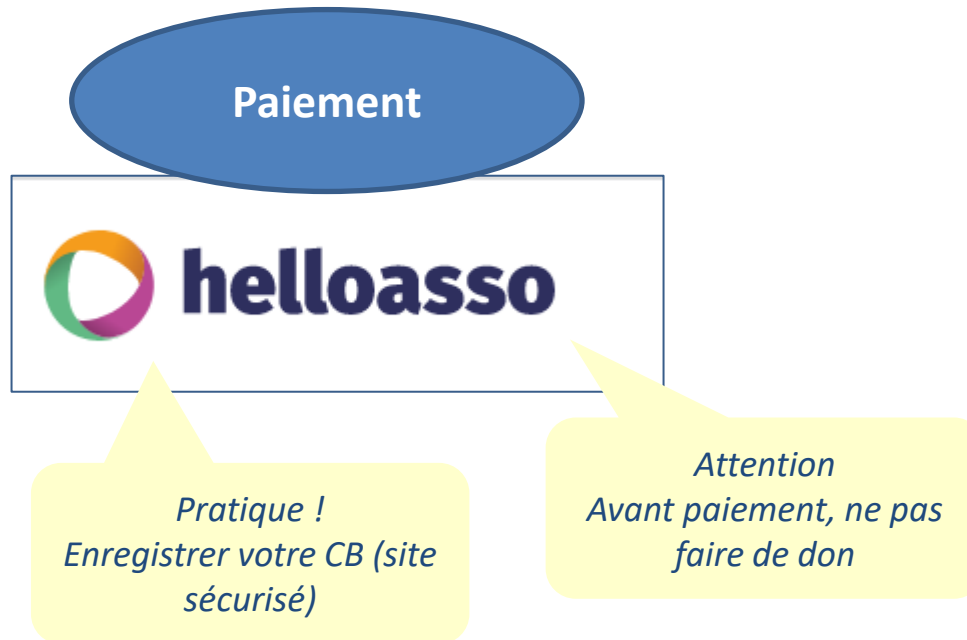 Paiement
helloasso
Pratique !
Enregistrer votre CB (site
sécurisé)
Attention
Avant paiement, ne pas
faire de don